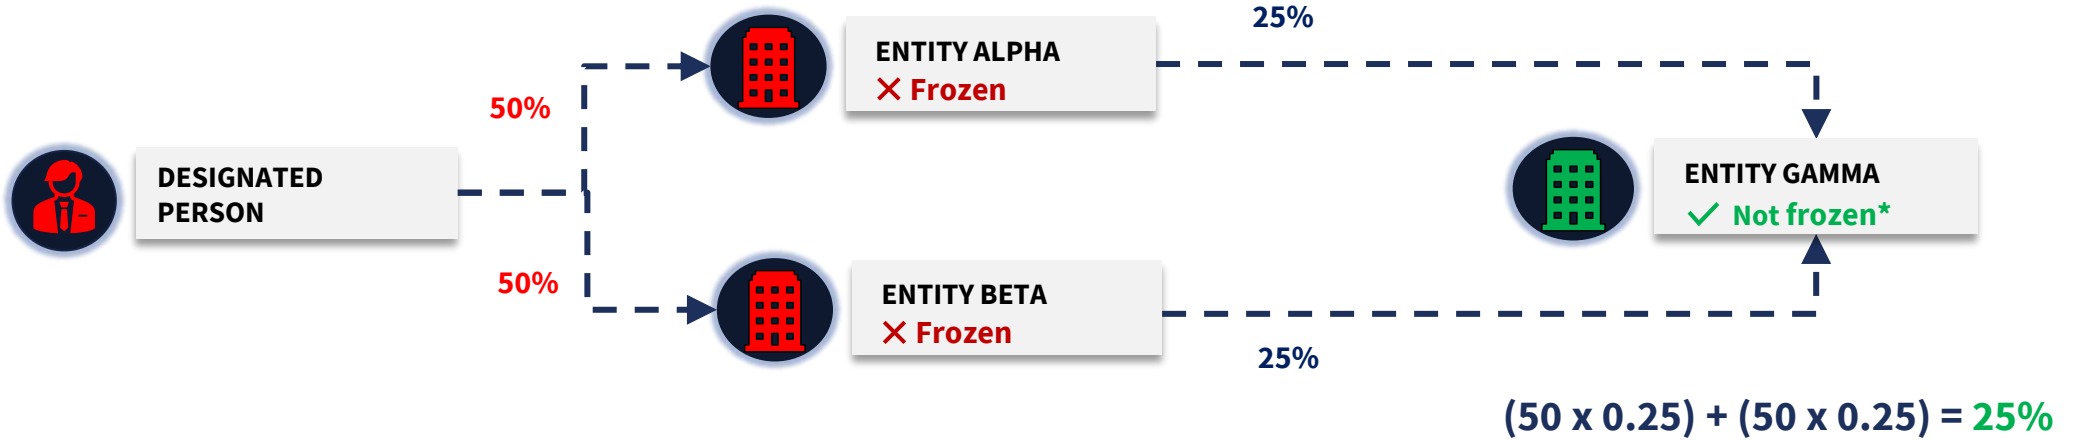 25%
ENTITY ALPHA
✕ Frozen
50%
DESIGNATED
PERSON
ENTITY GAMMA
✓ Not frozen*
50%
ENTITY BETA
✕ Frozen
25%
(50 x 0.25) + (50 x 0.25) = 25%